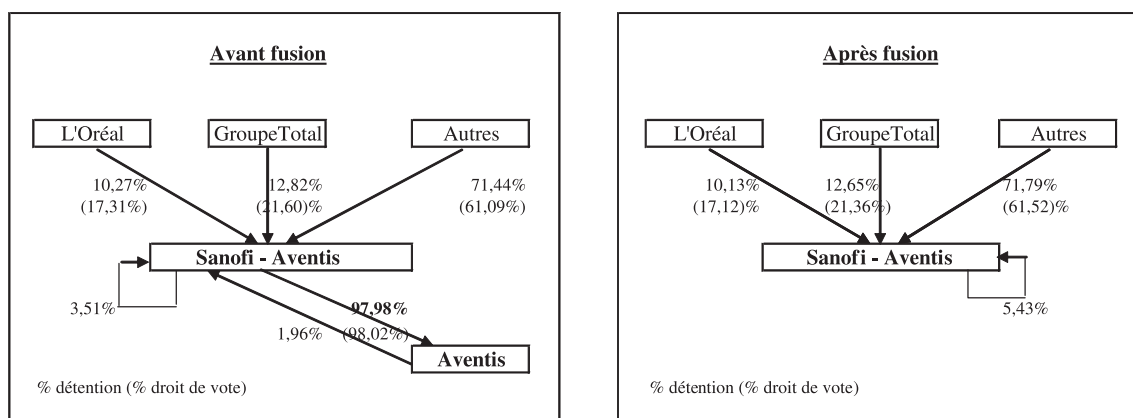 Avant fusion
L'Oréal
GroupeTotal
Autres
10,27%
(17,31%)
12,82%
(21,60)%
71,44%
(61,09%)
Sanofi - Aventis
3,51%
97,98%
(98,02%)
1,96%
Aventis
% détention (% droit de vote)
Après fusion
L'Oréal
GroupeTotal
Autres
10,13%
(17,12)%
12,65%
(21,36%)
71,79%
(61,52)%
Sanofi - Aventis
5,43%
% détention (% droit de vote)